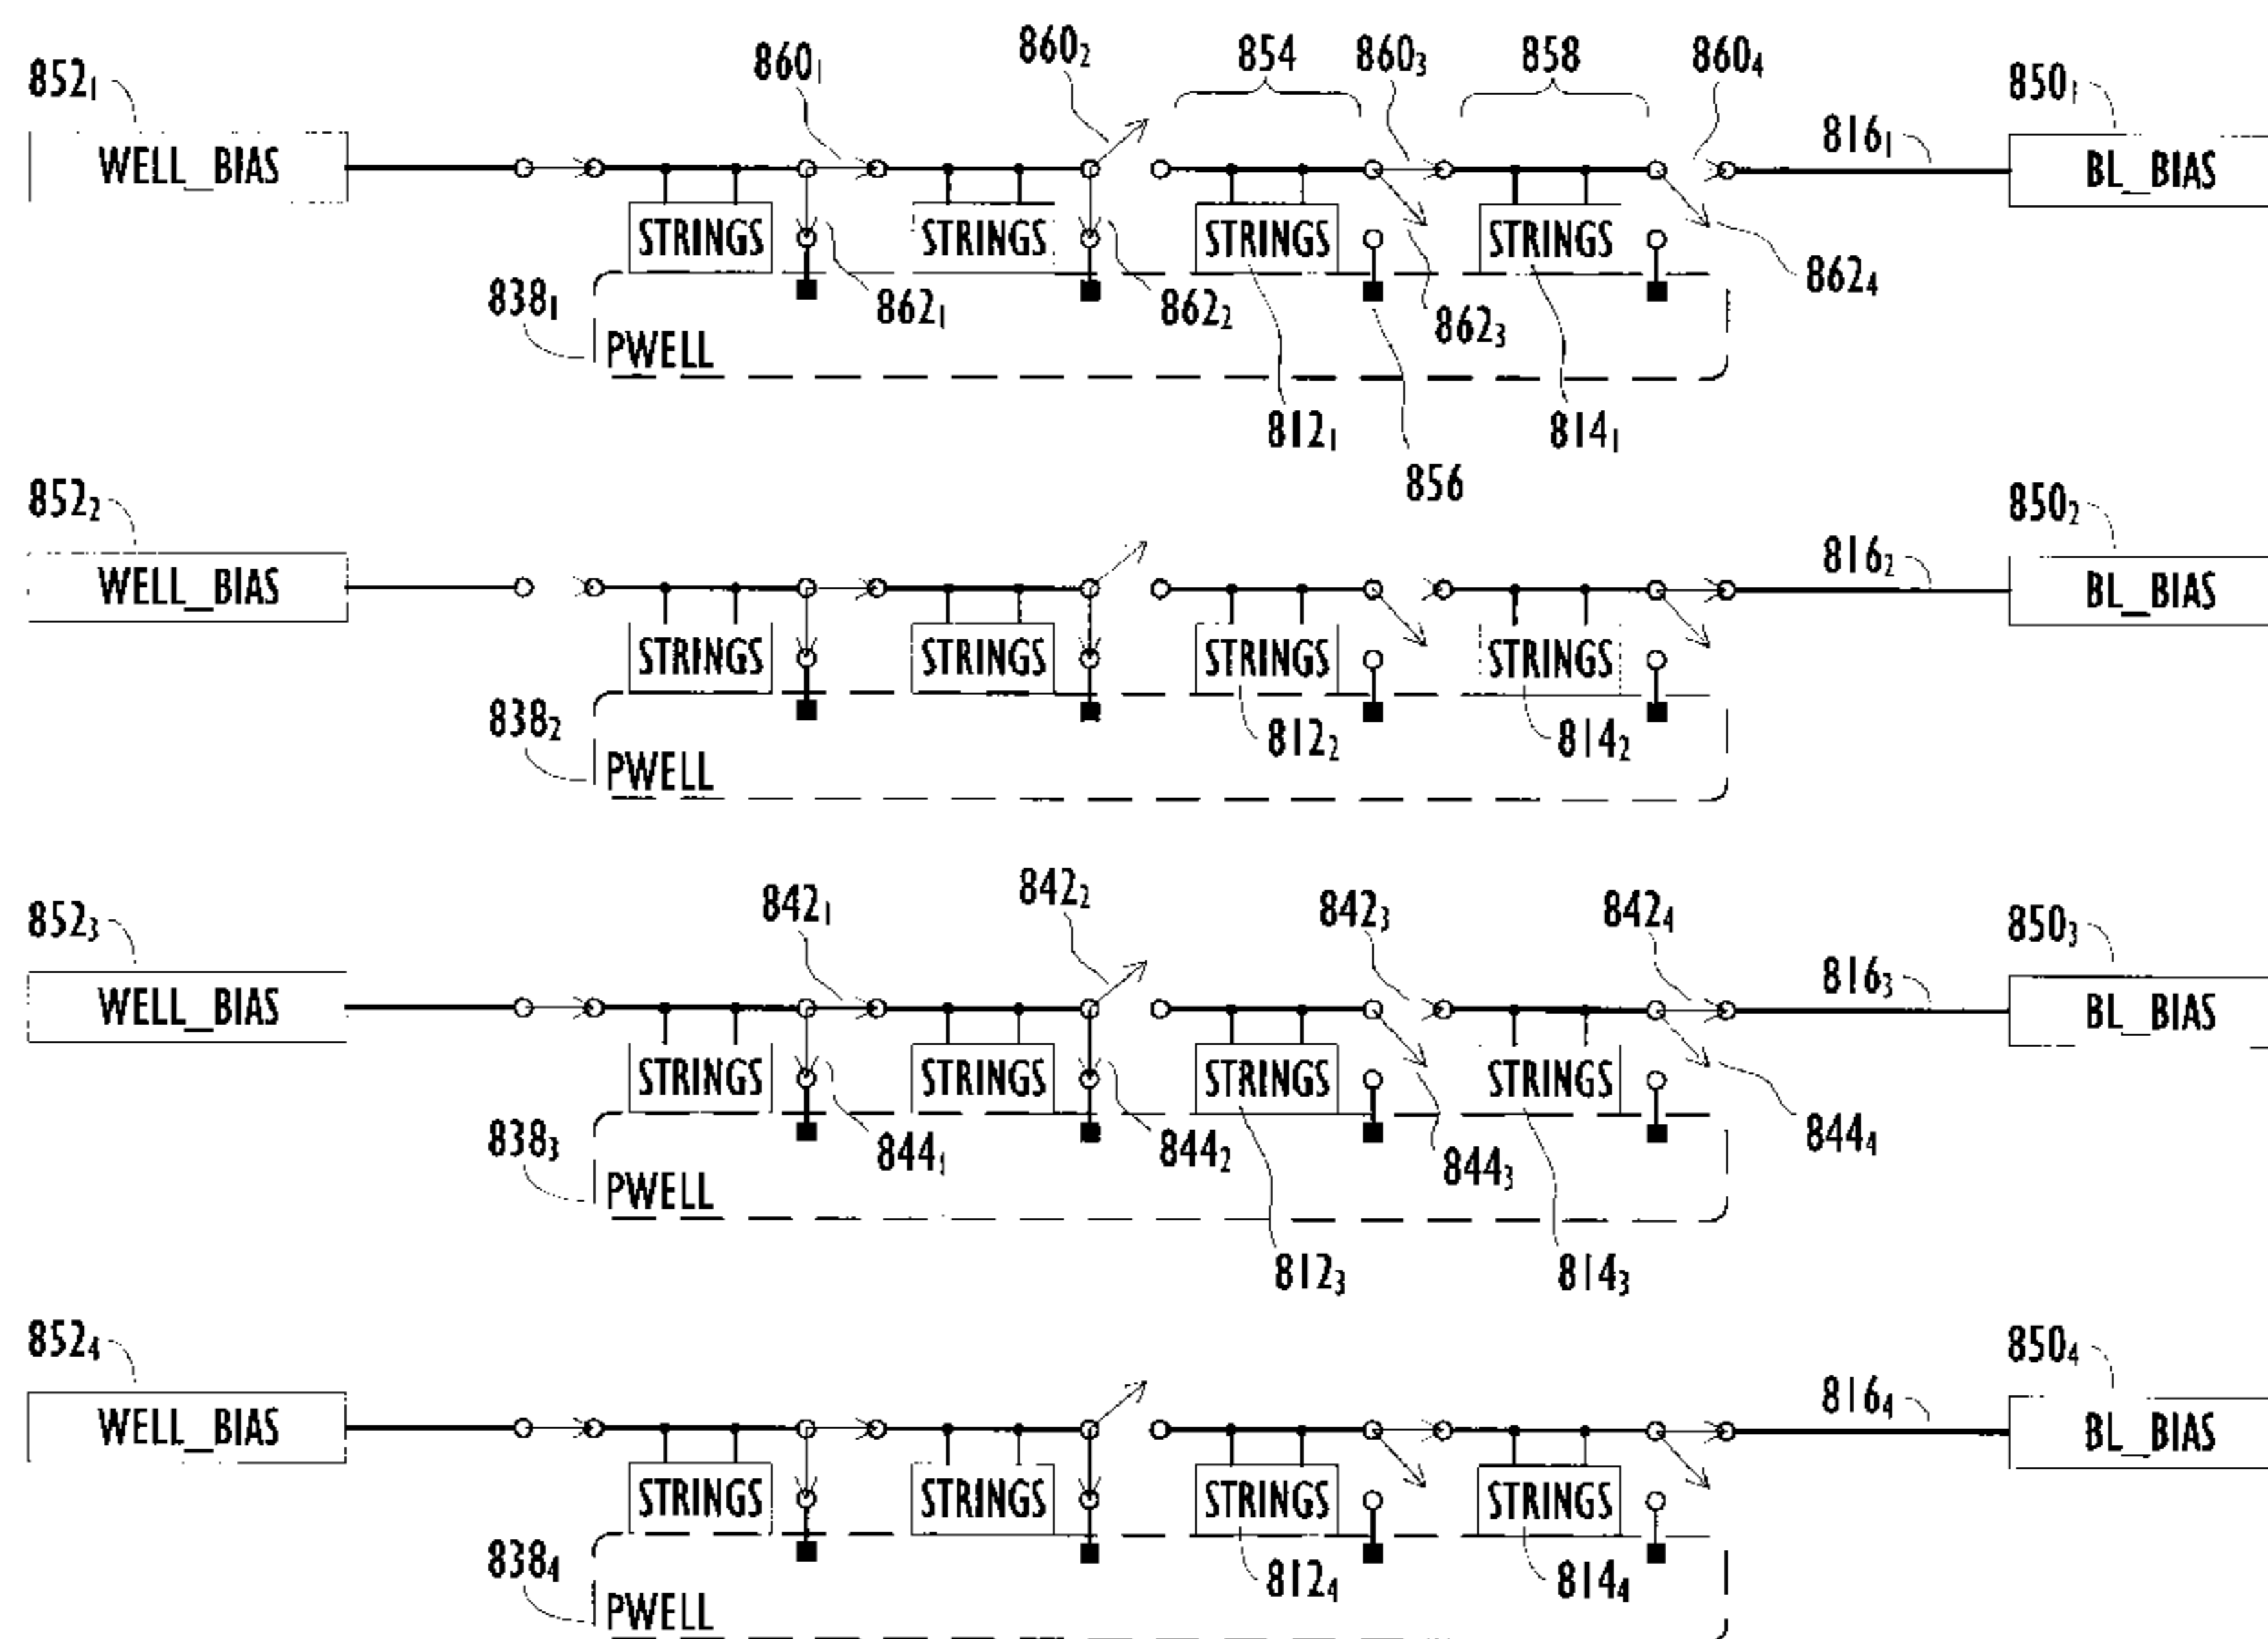 852₁ 860₁ 860₂ 854 860₃ 858 860₄ 850₁
WELL_BIAS 816₁ BL_BIAS
STRINGS STRINGS STRINGS STRINGS
838₁ 862₁ 862₂ 862₃ 862₄
PWELL
812₁ 814₁
856
852₂ 850₂
WELL_BIAS 816₂ BL_BIAS
STRINGS STRINGS STRINGS STRINGS
838₂ 812₂ 814₂
PWELL
852₃ 842₁ 842₂ 842₃ 842₄ 850₃
WELL_BIAS 816₃ BL_BIAS
STRINGS STRINGS STRINGS STRINGS
838₃ 844₁ 844₂ 844₃ 844₄
PWELL
812₃ 814₃
852₄ 850₄
WELL_BIAS 816₄ BL_BIAS
STRINGS STRINGS STRINGS STRINGS
838₄ 812₄ 814₄
PWELL